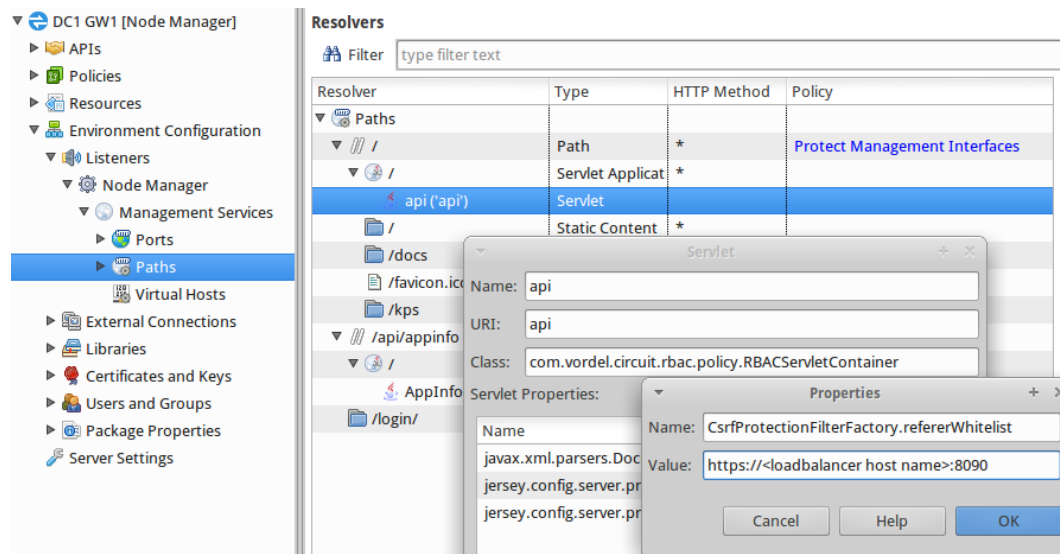 DC1 GW1 [Node Manager]
APIs
Policies
Resources
Environment Configuration
Listeners
Node Manager
Management Services
Ports
Paths
Virtual Hosts
External Connections
Libraries
Certificates and Keys
Users and Groups
Package Properties
Server Settings
Resolvers
Filter type filter text
Resolver Type HTTP Method Policy
Paths
/ Path * Protect Management Interfaces
/ Servlet Applicat *
api ('api') Servlet
/ Static Content *
/docs
/favicon.ico
/kps
/api/appinfo
/
AppInfo
/login/
Servlet
Name: api
URI: api
Class: com.vordel.circuit.rbac.policy.RBACServletContainer
Servlet Properties:
Name
javax.xml.parsers.Doc
jersey.config.server.pr
jersey.config.server.pr
Properties
Name: CsrfProtectionFilterFactory.refererWhitelist
Value: https://<loadbalancer host name>:8090
Cancel Help OK